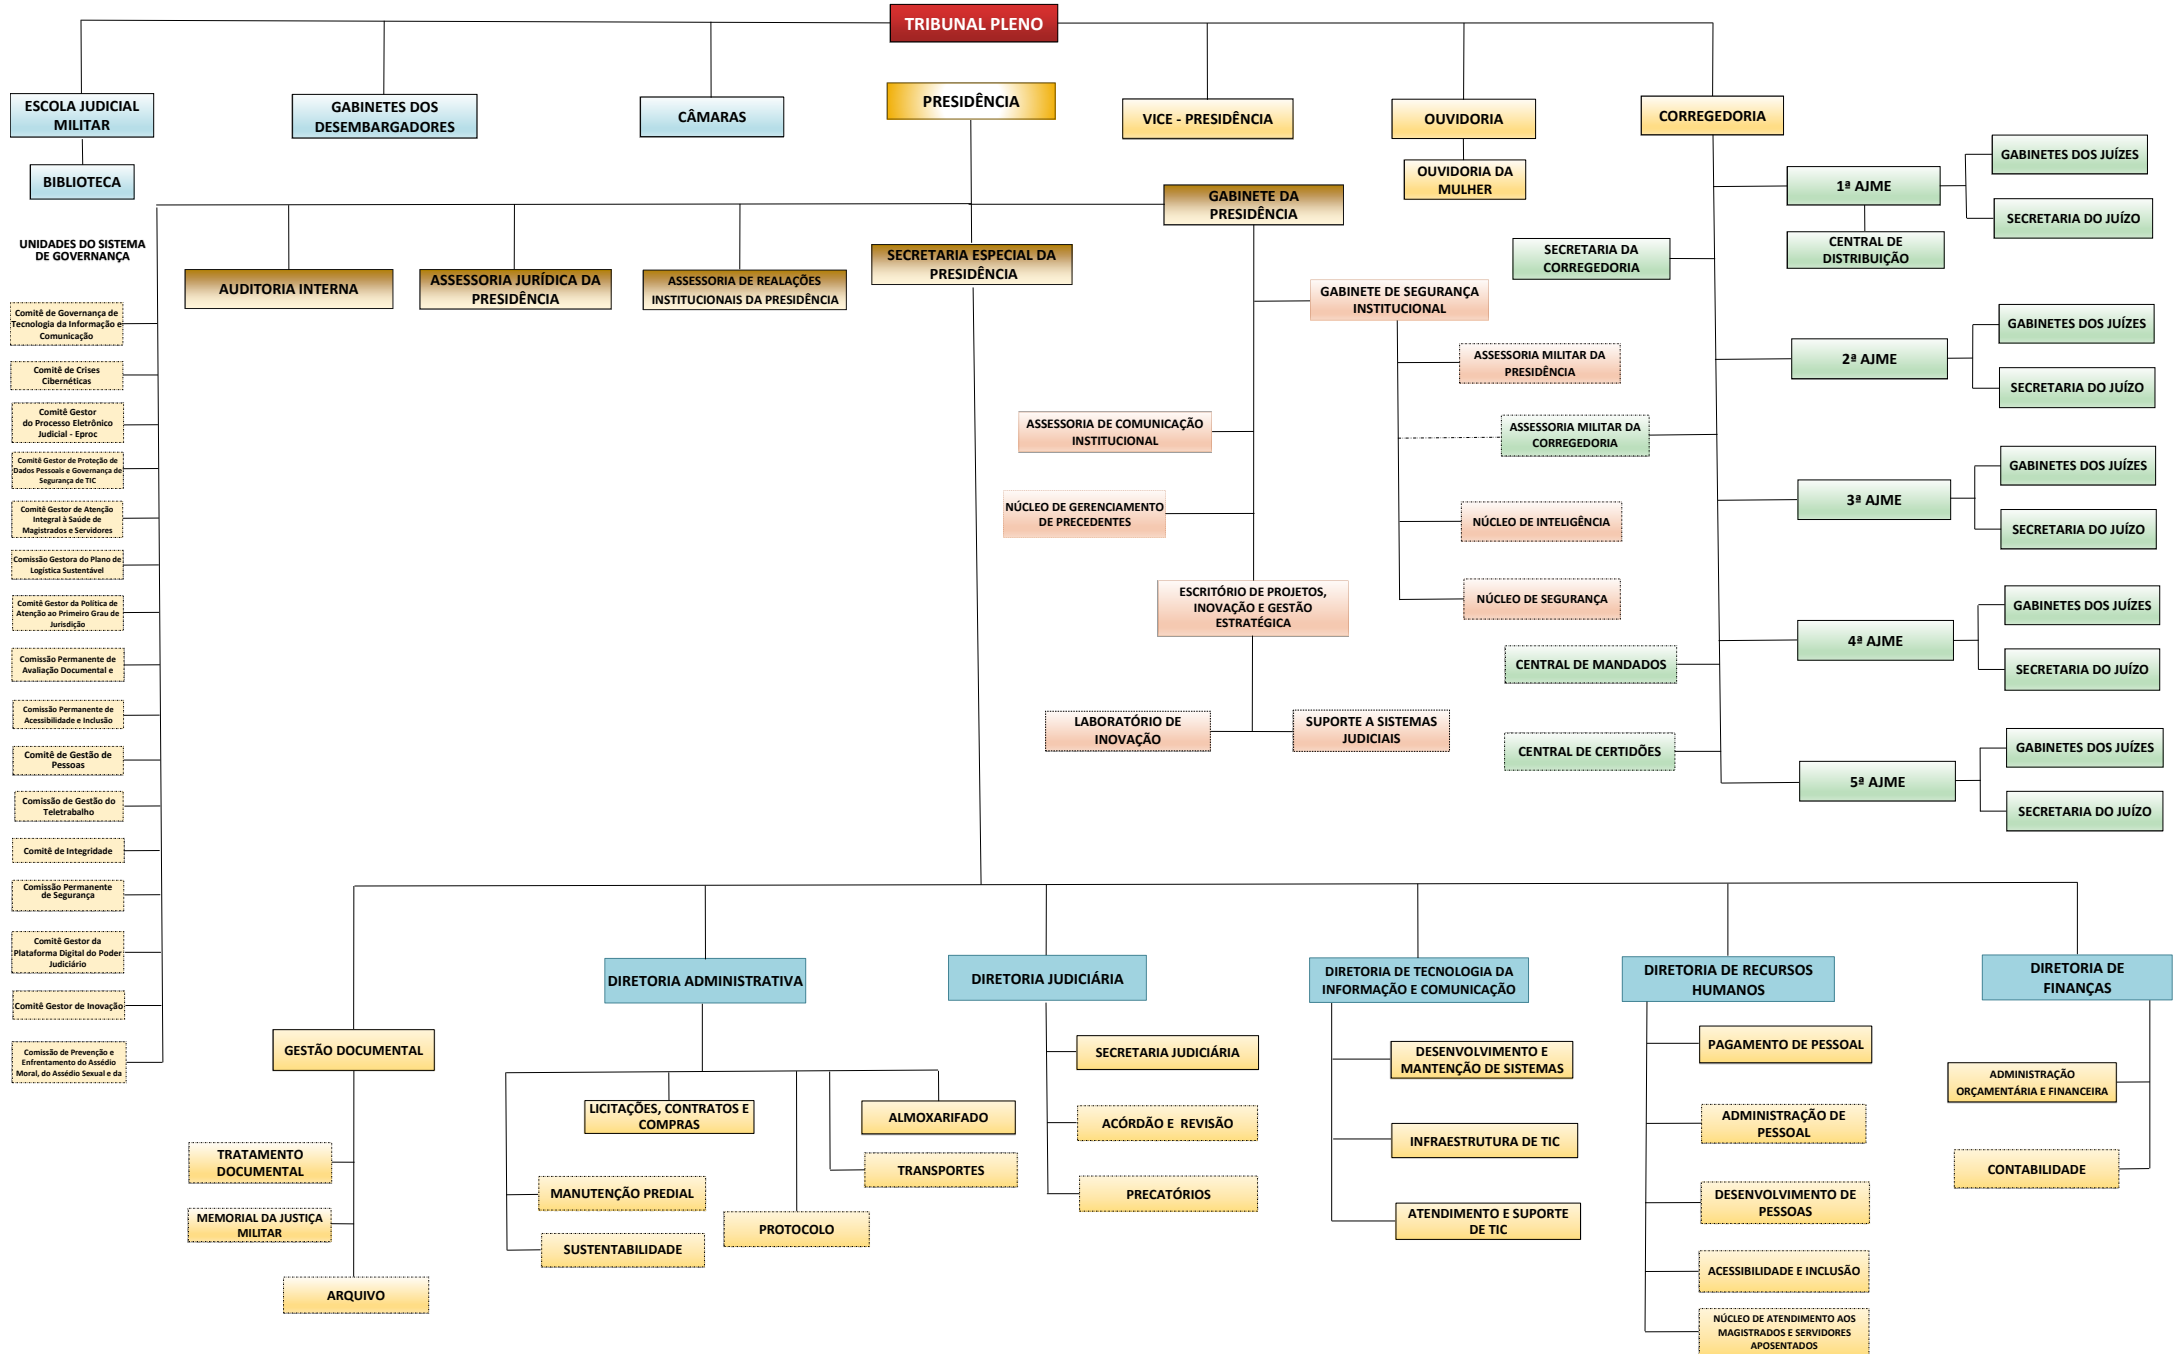 TRIBUNAL PLENO
ESCOLA JUDICIAL
MILITAR
BIBLIOTECA
GABINETES DOS
DESEMBARGADORES
CÂMARAS
PRESIDÊNCIA
VICE - PRESIDÊNCIA
OUVIDORIA
OUVIDORIA DA
MULHER
CORREGEDORIA
GABINETE DA
PRESIDÊNCIA
UNIDADES DO SISTEMA
DE GOVERNANÇA
AUDITORIA INTERNA
ASSESSORIA JURÍDICA DA
PRESIDÊNCIA
ASSESSORIA DE REALAÇÕES
INSTITUCIONAIS DA PRESIDÊNCIA
SECRETARIA ESPECIAL DA
PRESIDÊNCIA
Comitê de Governança de
Tecnologia da Informação e
Comunicação
Comitê de Crises
Cibernéticas
Comitê Gestor
do Processo Eletrônico
Judicial - Eproc
Comitê Gestor de Proteção de
Dados Pessoais e Governança de
Segurança de TIC
Comitê Gestor de Atenção
Integral à Saúde de
Magistrados e Servidores
Comissão Gestora do Plano de
Logística Sustentável
Comitê Gestor da Política de
Atenção ao Primeiro Grau de
Jurisdição
Comissão Permanente de
Avaliação Documental e
Comissão Permanente de
Acessibilidade e Inclusão
Comitê de Gestão de
Pessoas
Comissão de Gestão do
Teletrabalho
Comitê de Integridade
Comissão Permanente
de Segurança
Comitê Gestor da
Plataforma Digital do Poder
Judiciário
Comitê Gestor de Inovação
Comissão de Prevenção e
Enfrentamento do Assédio
Moral, do Assédio Sexual e da
GABINETE DE SEGURANÇA
INSTITUCIONAL
ASSESSORIA MILITAR DA
PRESIDÊNCIA
ASSESSORIA MILITAR DA
CORREGEDORIA
NÚCLEO DE INTELIGÊNCIA
NÚCLEO DE SEGURANÇA
ASSESSORIA DE COMUNICAÇÃO
INSTITUCIONAL
NÚCLEO DE GERENCIAMENTO
DE PRECEDENTES
ESCRITÓRIO DE PROJETOS,
INOVAÇÃO E GESTÃO
ESTRATÉGICA
LABORATÓRIO DE
INOVAÇÃO
SUPORTE A SISTEMAS
JUDICIAIS
SECRETARIA DA
CORREGEDORIA
CENTRAL DE MANDADOS
CENTRAL DE CERTIDÕES
1ª AJME
GABINETES DOS JUÍZES
SECRETARIA DO JUÍZO
CENTRAL DE
DISTRIBUIÇÃO
2ª AJME
GABINETES DOS JUÍZES
SECRETARIA DO JUÍZO
3ª AJME
GABINETES DOS JUÍZES
SECRETARIA DO JUÍZO
4ª AJME
GABINETES DOS JUÍZES
SECRETARIA DO JUÍZO
5ª AJME
GABINETES DOS JUÍZES
SECRETARIA DO JUÍZO
GESTÃO DOCUMENTAL
TRATAMENTO
DOCUMENTAL
MEMORIAL DA JUSTIÇA
MILITAR
ARQUIVO
DIRETORIA ADMINISTRATIVA
LICITAÇÕES, CONTRATOS E
COMPRAS
ALMOXARIFADO
TRANSPORTES
MANUTENÇÃO PREDIAL
PROTOCOLO
SUSTENTABILIDADE
DIRETORIA JUDICIÁRIA
SECRETARIA JUDICIÁRIA
ACÓRDÃO E REVISÃO
PRECATÓRIOS
DIRETORIA DE TECNOLOGIA DA
INFORMAÇÃO E COMUNICAÇÃO
DESENVOLVIMENTO E
MANTENÇÃO DE SISTEMAS
INFRAESTRUTURA DE TIC
ATENDIMENTO E SUPORTE
DE TIC
DIRETORIA DE RECURSOS
HUMANOS
PAGAMENTO DE PESSOAL
ADMINISTRAÇÃO DE
PESSOAL
DESENVOLVIMENTO DE
PESSOAS
ACESSIBILIDADE E INCLUSÃO
NÚCLEO DE ATENDIMENTO AOS
MAGISTRADOS E SERVIDORES
APOSENTADOS
DIRETORIA DE
FINANÇAS
ADMINISTRAÇÃO
ORÇAMENTÁRIA E FINANCEIRA
CONTABILIDADE